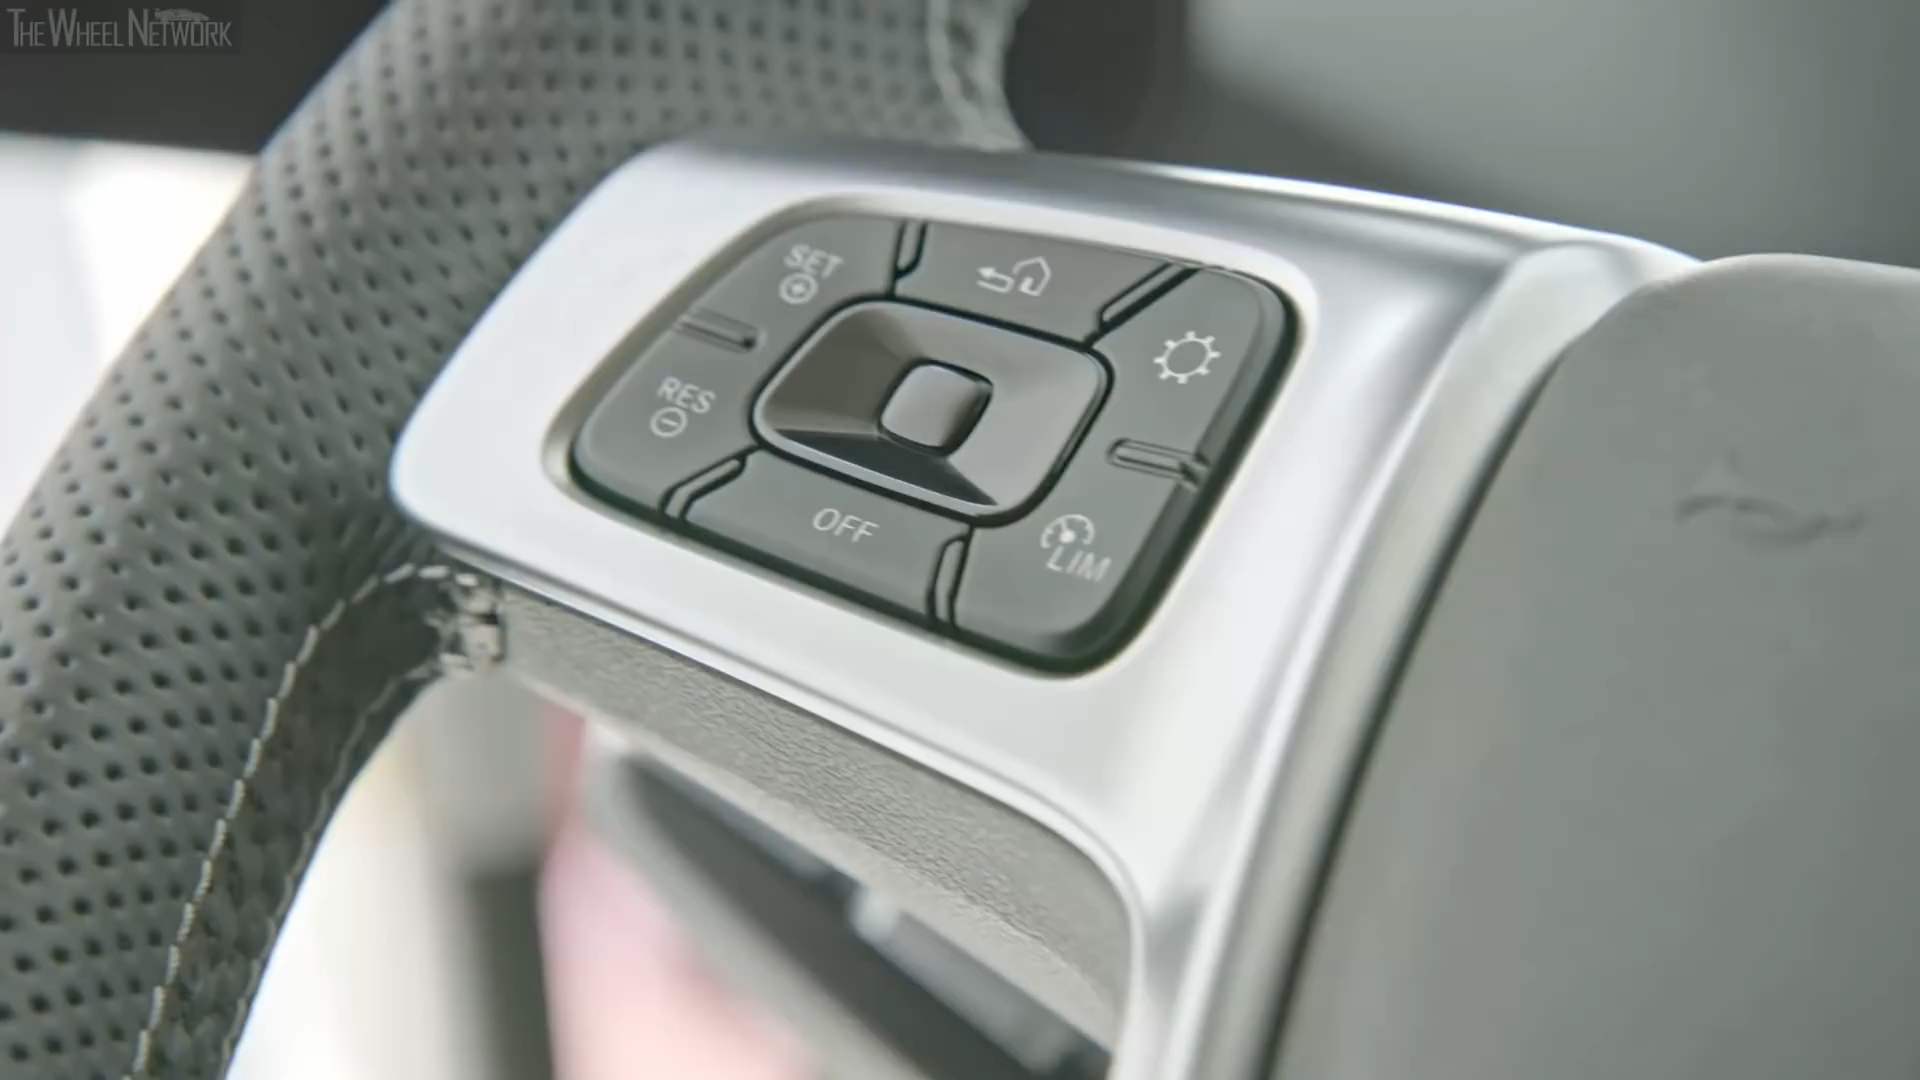 THE WHEEL NETWORK
SET
RES
OFF
LIM